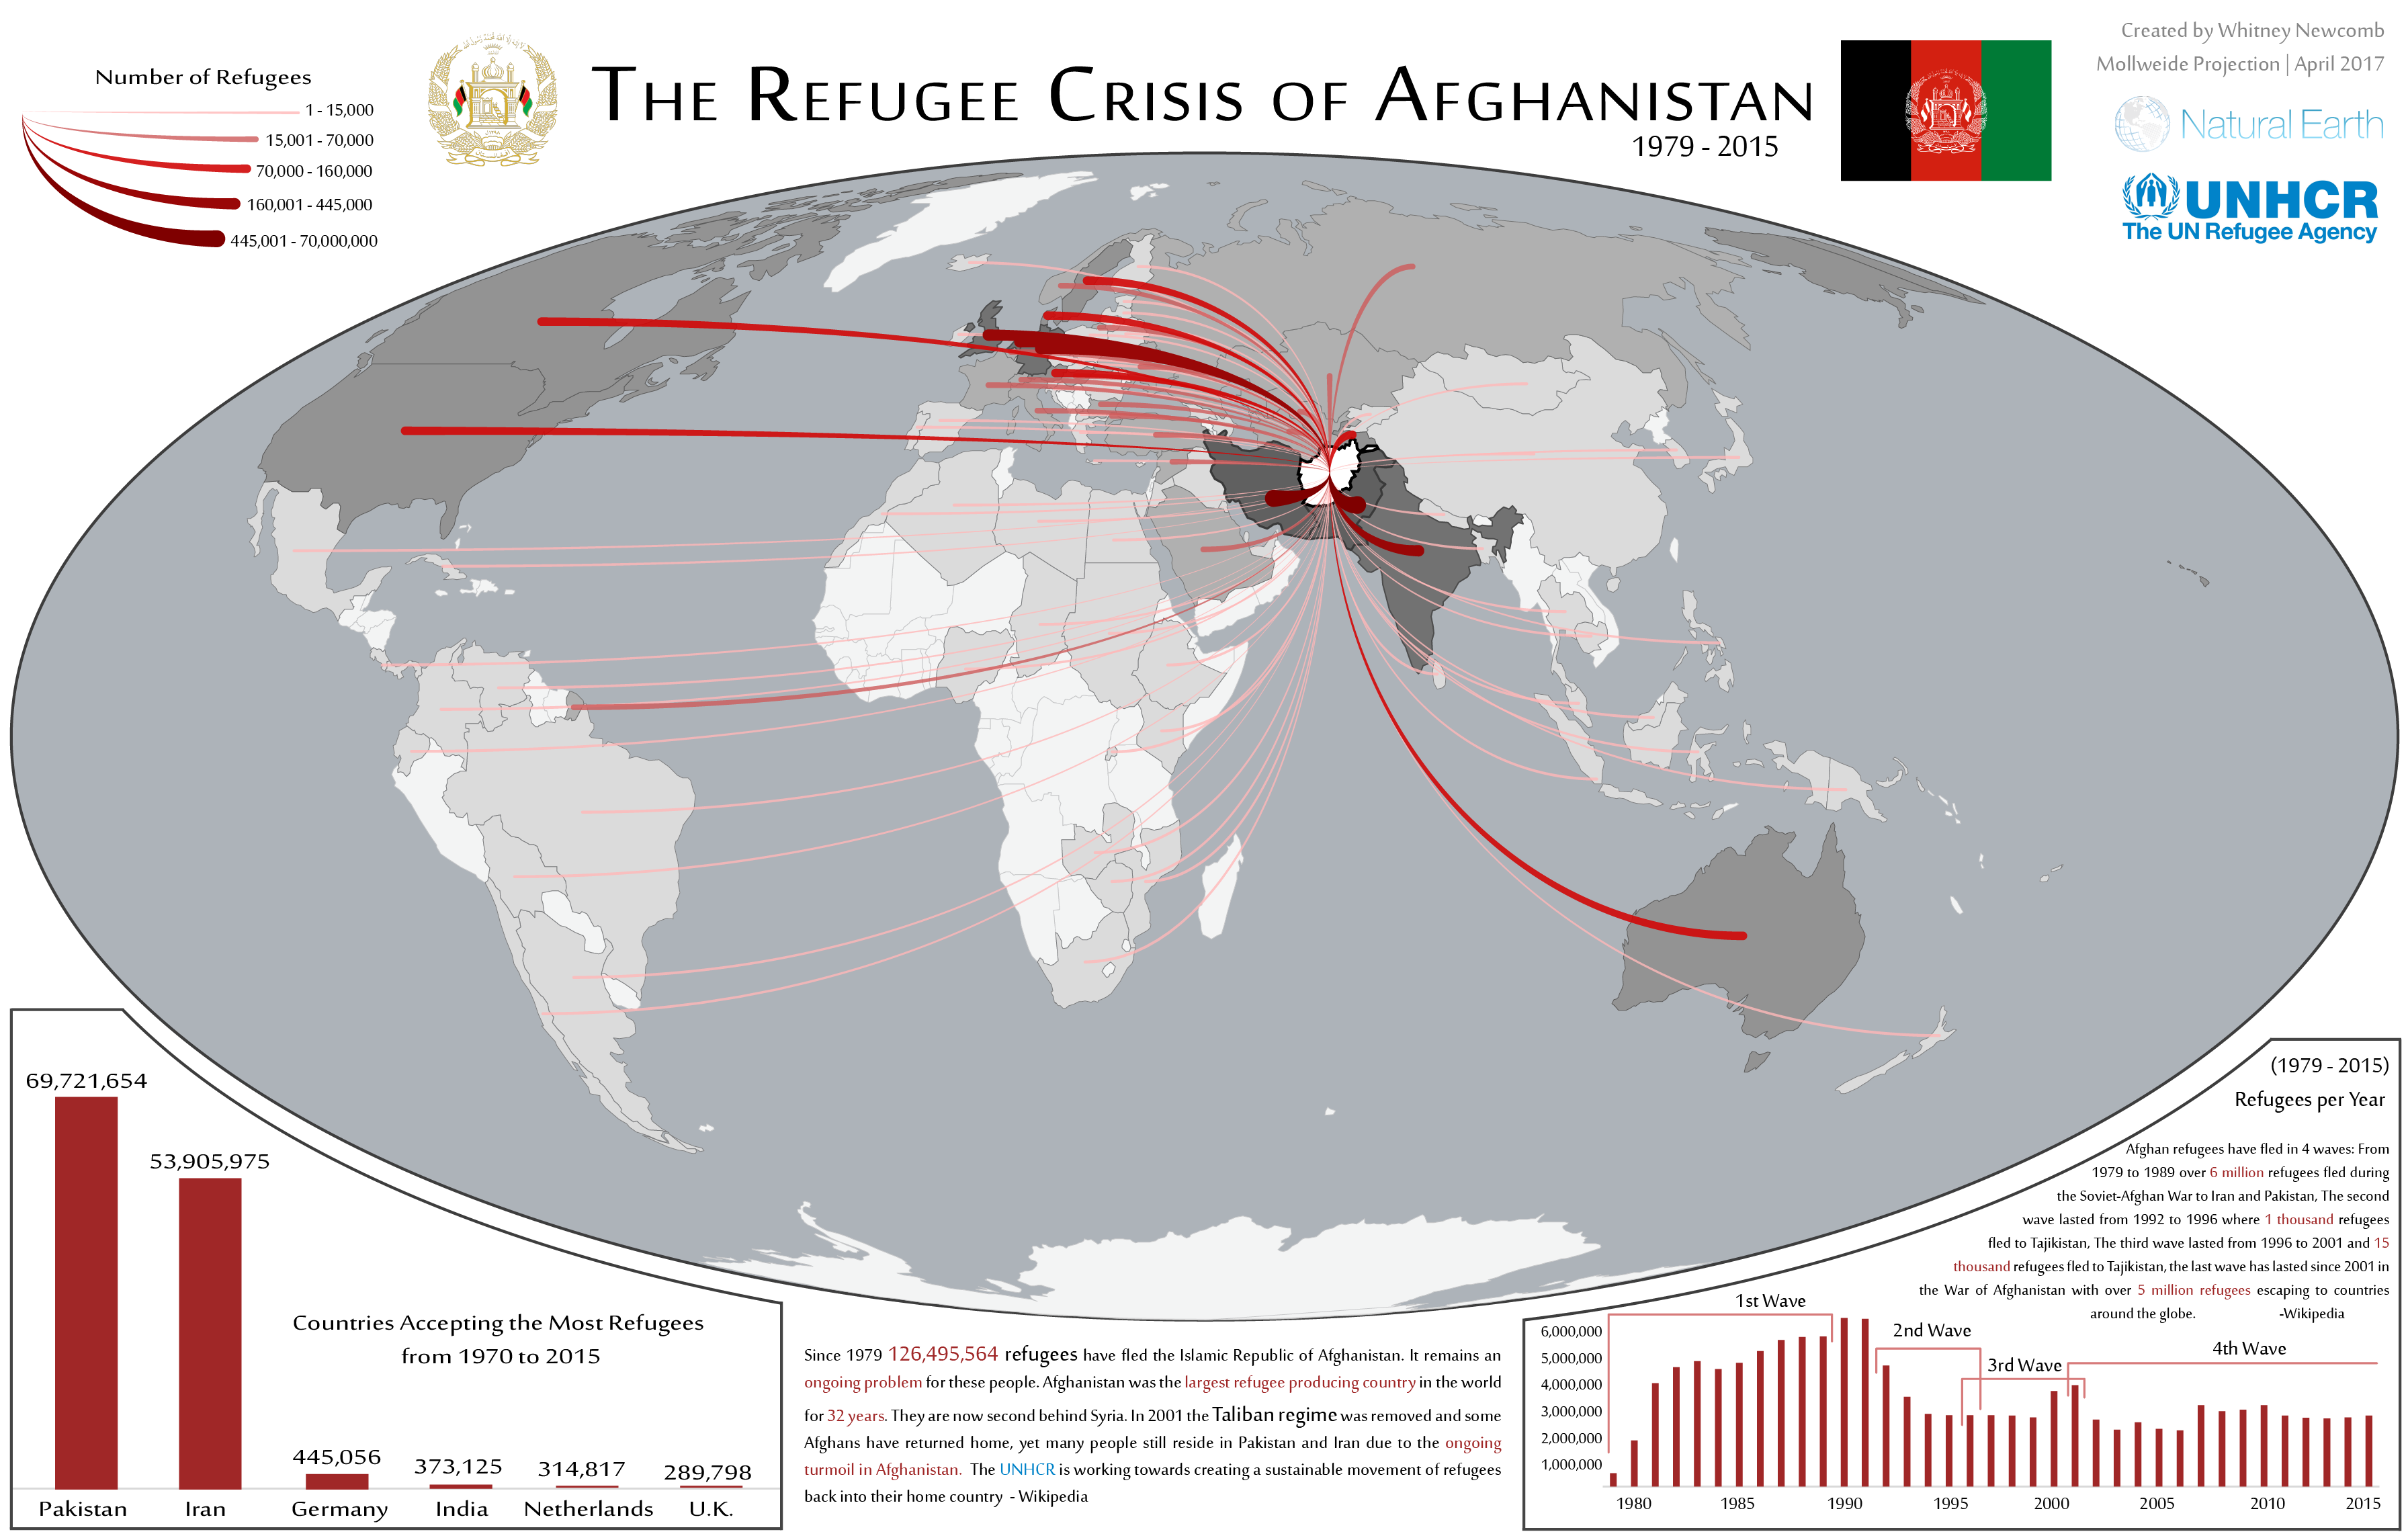 THE REFUGEE CRISIS OF AFGHANISTAN
1979 - 2015
Created by Whitney Newcomb
Mollweide Projection | April 2017
Natural Earth
UNHCR
The UN Refugee Agency
Number of Refugees
1 - 15,000
15,001 - 70,000
70,000 - 160,000
160,001 - 445,000
445,001 - 70,000,000
69,721,654
53,905,975
445,056
373,125
314,817
289,798
Countries Accepting the Most Refugees
from 1970 to 2015
Pakistan
Iran
Germany
India
Netherlands
U.K.
Since 1979 126,495,564 refugees have fled the Islamic Republic of Afghanistan. It remains an
ongoing problem for these people. Afghanistan was the largest refugee producing country in the world
for 32 years. They are now second behind Syria. In 2001 the Taliban regime was removed and some
Afghans have returned home, yet many people still reside in Pakistan and Iran due to the ongoing
turmoil in Afghanistan. The UNHCR is working towards creating a sustainable movement of refugees
back into their home country - Wikipedia
(1979 - 2015)
Refugees per Year
Afghan refugees have fled in 4 waves: From
1979 to 1989 over 6 million refugees fled during
the Soviet-Afghan War to Iran and Pakistan, The second
wave lasted from 1992 to 1996 where 1 thousand refugees
fled to Tajikistan, The third wave lasted from 1996 to 2001 and 15
thousand refugees fled to Tajikistan, the last wave has lasted since 2001 in
the War of Afghanistan with over 5 million refugees escaping to countries
around the globe. -Wikipedia
1st Wave
2nd Wave
3rd Wave
4th Wave
6,000,000
5,000,000
4,000,000
3,000,000
2,000,000
1,000,000
1980
1985
1990
1995
2000
2005
2010
2015